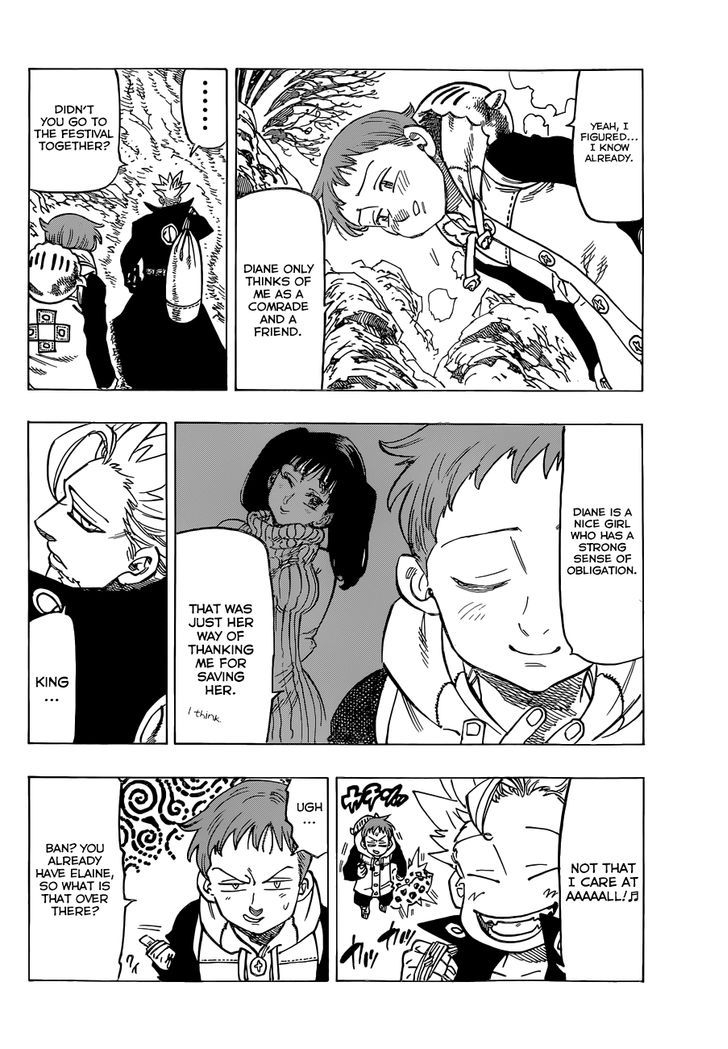 YEAH, I
FIGURED...
I KNOW
ALREADY.
DIANE ONLY
THINKS OF
ME AS A
COMRADE
AND A
FRIEND.
DIDN'T
YOU GO TO
THE FESTIVAL
TOGETHER?
DIANE IS A
NICE GIRL
WHO HAS A
STRONG
SENSE OF
OBLIGATION.
THAT WAS
JUST HER
WAY OF
THANKING
ME FOR
SAVING
HER.
I think.
KING
...
NOT THAT
I CARE AT
AAAAALL!♫
UGH
...
BAN? YOU
ALREADY
HAVE ELAINE,
SO WHAT IS
THAT OVER
THERE?